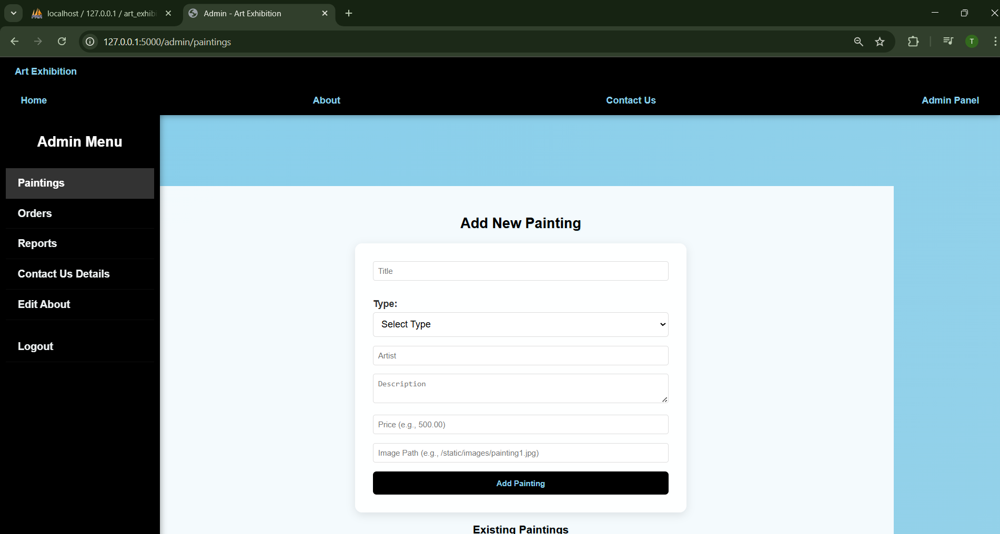 localhost / 127.0.0.1 / art_exhibi
Admin - Art Exhibition
127.0.0.1:5000/admin/paintings
T
Art Exhibition
Home
About
Contact Us
Admin Panel
Admin Menu
Paintings
Orders
Reports
Contact Us Details
Edit About
Logout
Add New Painting
Title
Type:
Select Type
Artist
Description
Price (e.g., 500.00)
Image Path (e.g., /static/images/painting1.jpg)
Add Painting
Existing Paintings